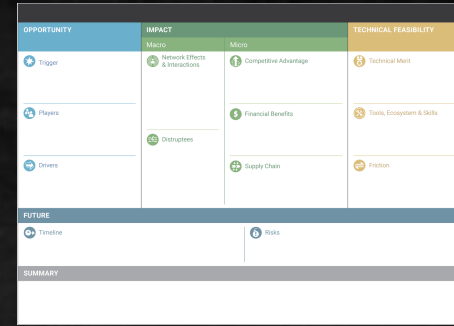 OPPORTUNITY
IMPACT
TECHNICAL FEASIBILITY
Macro
Micro
Trigger
Network Effects
& Interactions
Competitive Advantage
Technical Merit
Players
Financial Benefits
Tools, Ecosystem & Skills
Distruptees
Drivers
Supply Chain
Friction
FUTURE
Timeline
Risks
SUMMARY